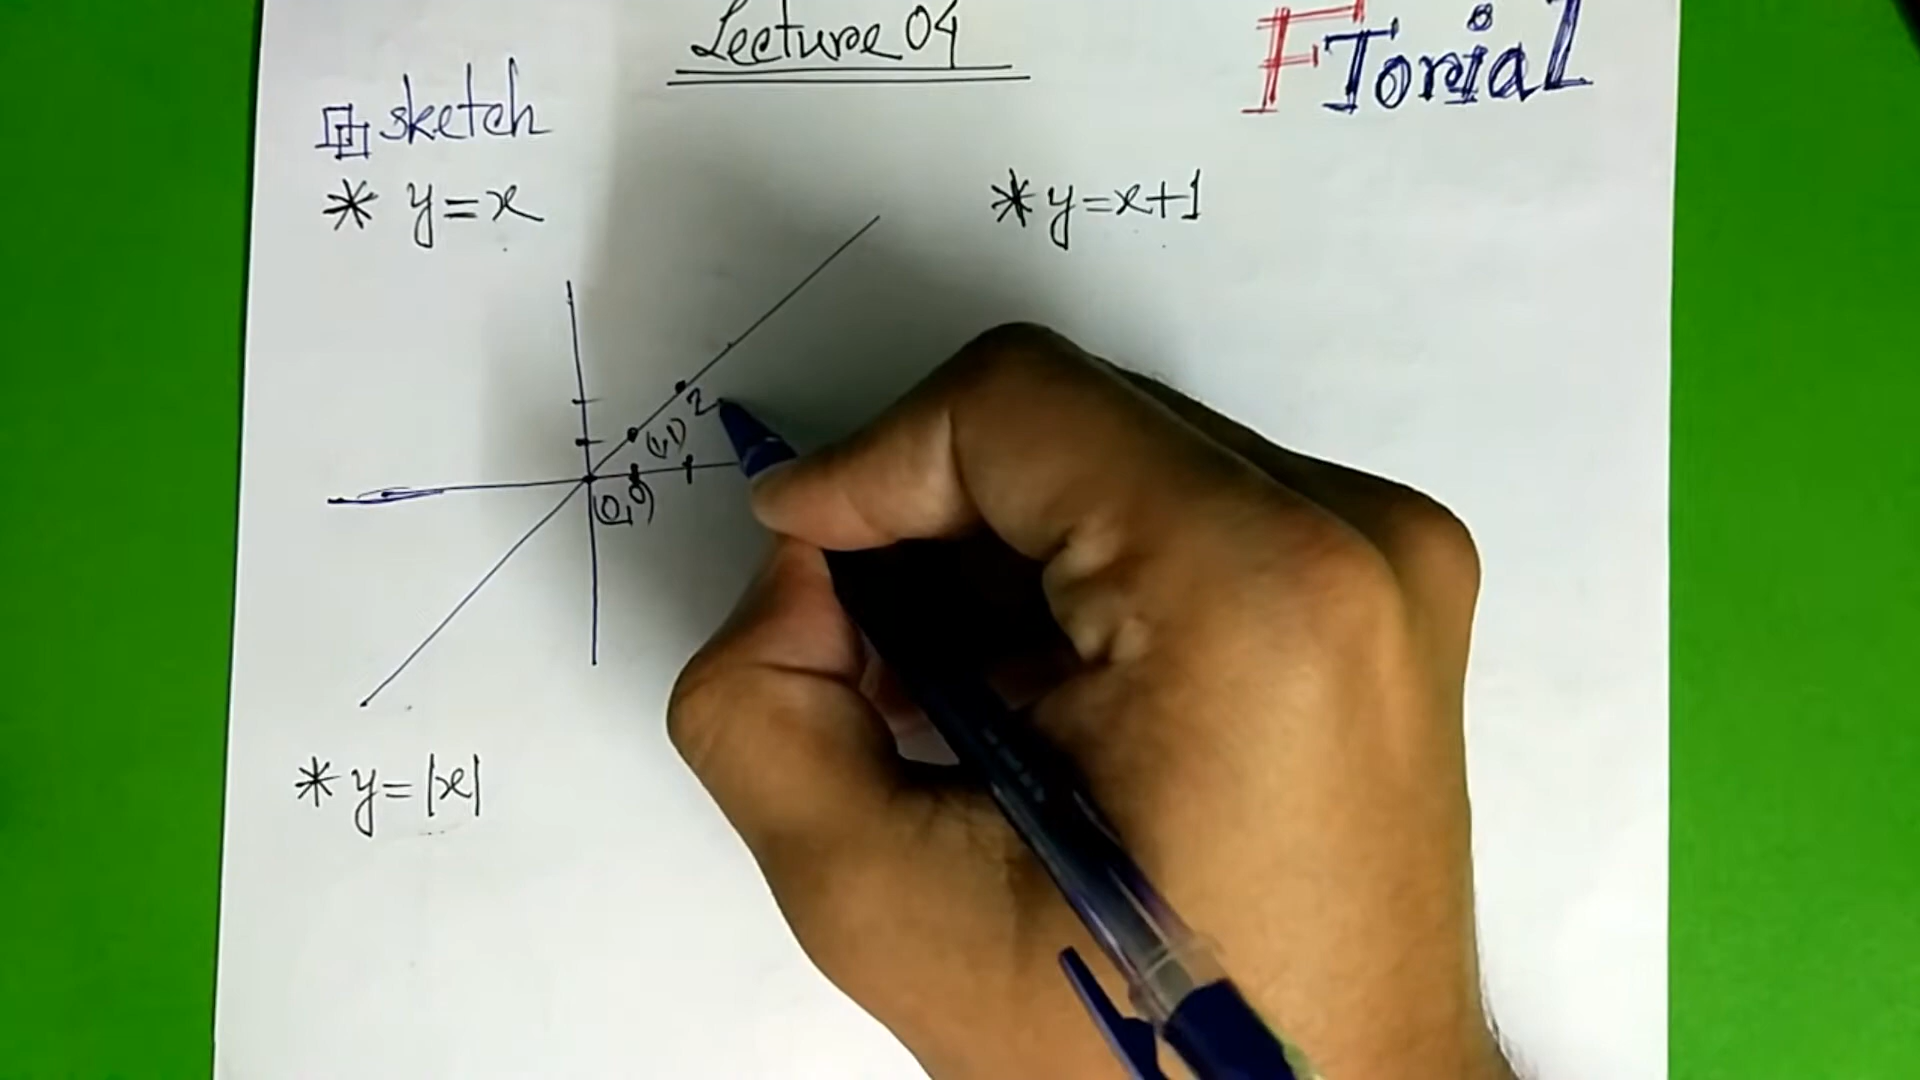 Lecture 04
FTorial
sketch
* y=x
* y=x+1
2
(1,1)
(0,0)
* y=|x|